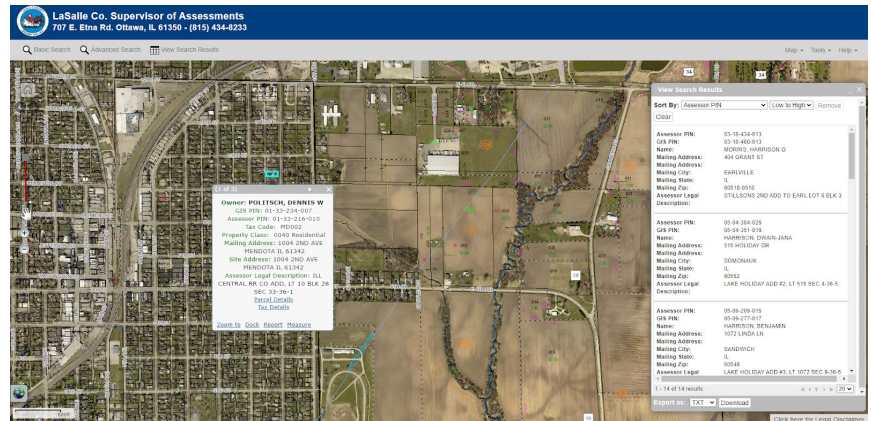 LaSalle Co. Supervisor of Assessments
707 E. Etna Rd. Ottawa, IL 61350 - (815) 434-8233
Basic Search Advanced Search View Search Results
Map Tools Help
34
34
(1 of 3)
Owner: POLITSCH, DENNIS W
GIS PIN: 01-33-234-007
Assessor PIN: 01-33-216-010
Tax Code: MD002
Property Class: 0040 Residential
Mailing Address: 1004 2ND AVE
MENDOTA IL 61342
Site Address: 1004 2ND AVE
MENDOTA IL 61342
Assessor Legal Description: ILL
CENTRAL RR CO ADD, LT 10 BLK 28
SEC 33-36-1
Parcel Details
Tax Details
Zoom to Dock Report Measure
View Search Results
Sort By: Assessor PIN Low to High Remove
Clear
Assessor PIN: 03-18-434-013
GIS PIN: 03-18-460-013
Name: MORRIS, HARRISON G
Mailing Address: 404 GRANT ST
Mailing Address:
Mailing City: EARLVILLE
Mailing State: IL
Mailing Zip: 60518-0518
Assessor Legal STILLSONS 2ND ADD TO EARL LOT 6 BLK 3
Description:
Assessor PIN: 05-04-304-026
GIS PIN: 05-04-351-016
Name: HARRISON, DWAIN-JANA
Mailing Address: 515 HOLIDAY DR
Mailing Address:
Mailing City: SOMONAUK
Mailing State: IL
Mailing Zip: 60552
Assessor Legal LAKE HOLIDAY ADD #2, LT 515 SEC 4-36-5
Description:
Assessor PIN: 05-09-269-015
GIS PIN: 05-09-277-017
Name: HARRISON, BENJAMIN
Mailing Address: 1072 LINDA LN
Mailing Address:
Mailing City: SANDWICH
Mailing State: IL
Mailing Zip: 60548
Assessor Legal LAKE HOLIDAY ADD #3, LT 1072 SEC 9-36-5
1 - 14 of 14 results
1
20
Export as: TXT Download
Click here for Legal Disclaimer